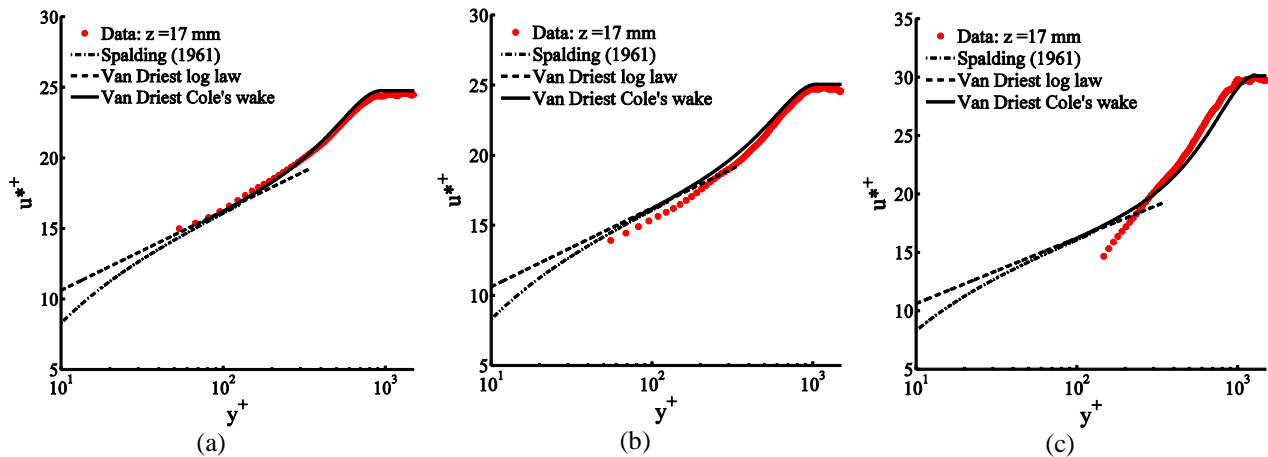 30
25
20
15
10
5
u*+
Data: z =17 mm
Spalding (1961)
Van Driest log law
Van Driest Cole's wake
10^1
10^2
10^3
y+
(a)
30
25
20
15
10
5
u*+
Data: z =17 mm
Spalding (1961)
Van Driest log law
Van Driest Cole's wake
10^1
10^2
10^3
y+
(b)
35
30
25
20
15
10
5
u*+
Data: z =17 mm
Spalding (1961)
Van Driest log law
Van Driest Cole's wake
10^1
10^2
10^3
y+
(c)